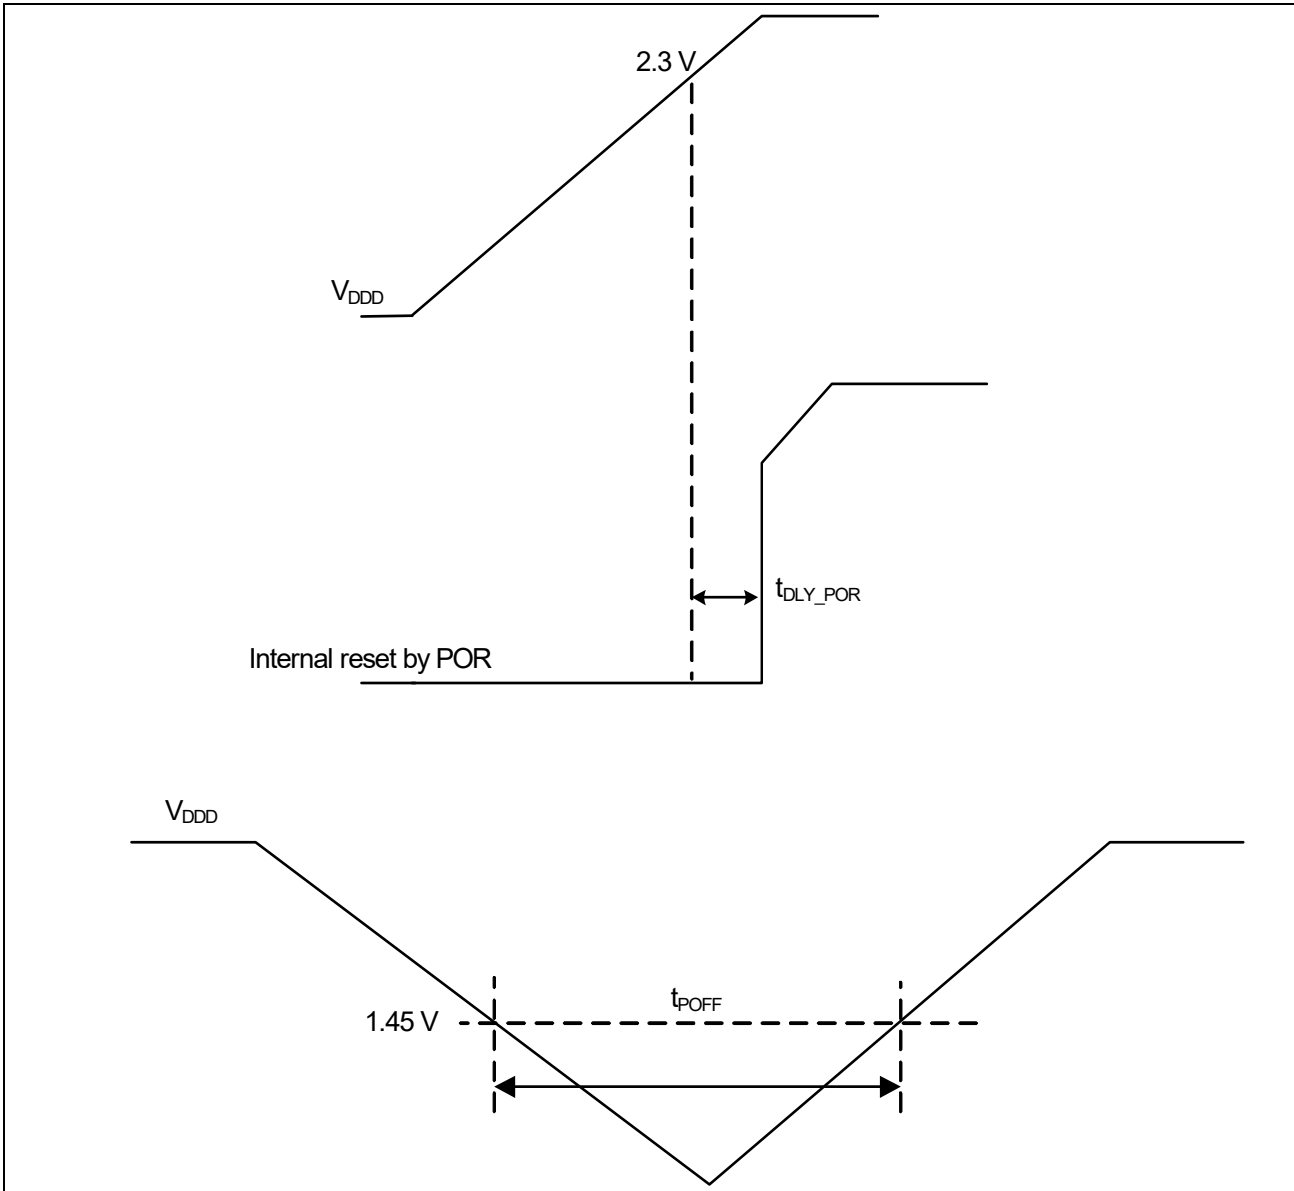 2.3 V
VDDD
tDLY_POR
Internal reset by POR
VDDD
tPOFF
1.45 V